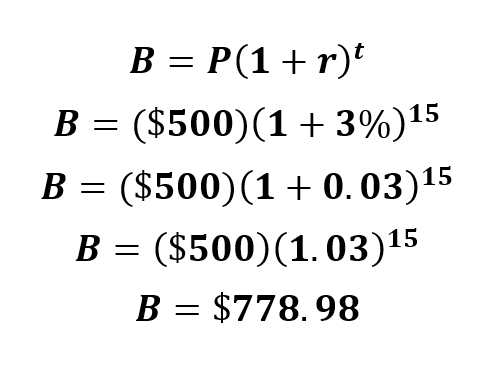 B = P(1 + r)^t
B = ($500)(1 + 3%)^15
B = ($500)(1 + 0.03)^15
B = ($500)(1.03)^15
B = $778.98